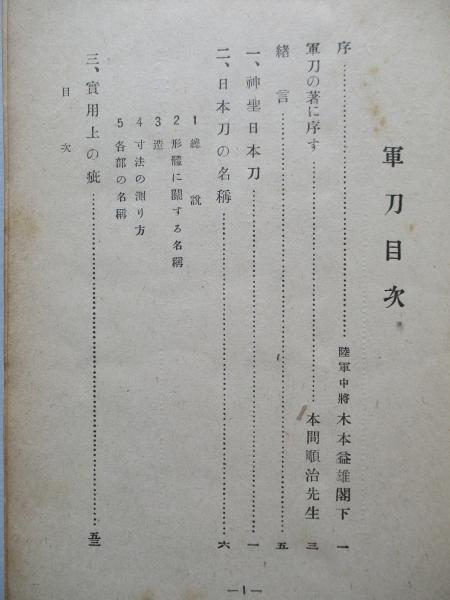 軍刀目次
序……………陸軍中將 木本益雄閣下 一
軍刀の著に序す……………本間順治先生 三
緒言……………五
一、神聖日本刀……………一
二、日本刀の名稱……………六
1 總說
2 形體に關する名稱
3 造
4 寸法の測り方
5 各部の名稱
三、實用上の疵……………五三
目次
—1—